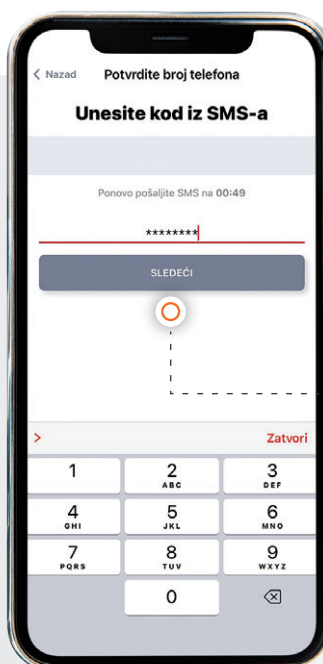 Nazad Potvrdite broj telefona
Unesite kod iz SMS-a
Ponovo pošaljite SMS na 00:49
********
SLEDEĆI
> Zatvori
1 2 3
ABC DEF
4 5 6
GHI JKL MNO
7 8 9
PQRS TUV WXYZ
0